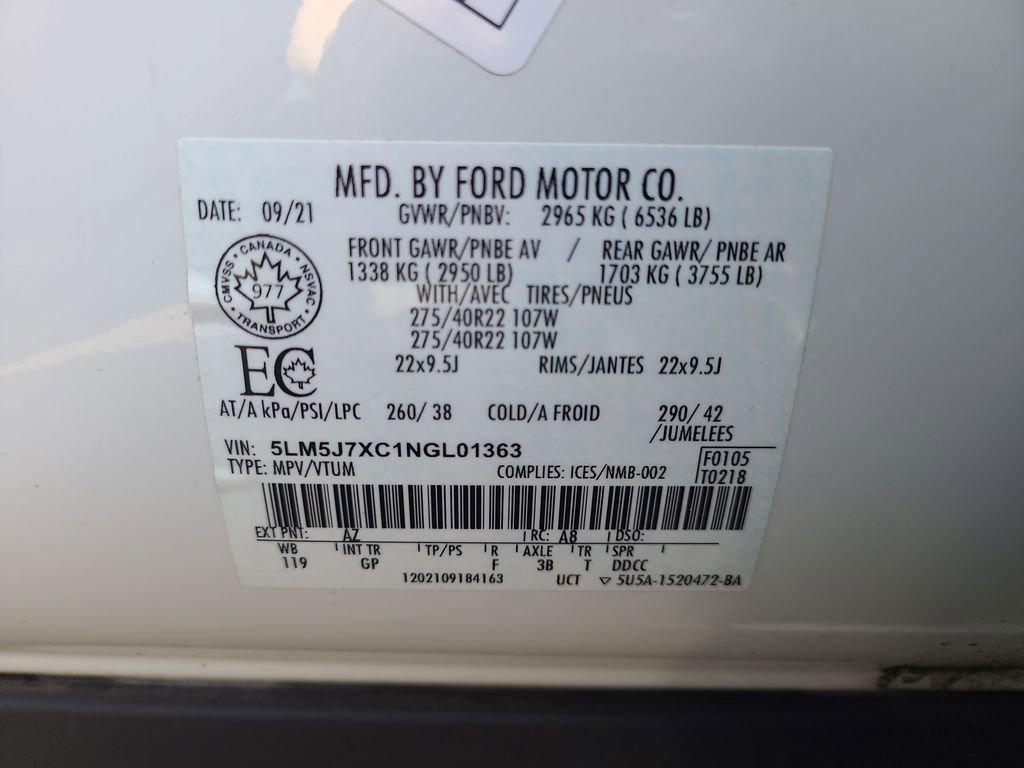 MFD. BY FORD MOTOR CO.
DATE: 09/21 GVWR/PNBV: 2965 KG ( 6536 LB)
FRONT GAWR/PNBE AV / REAR GAWR/ PNBE AR
1338 KG ( 2950 LB) 1703 KG ( 3755 LB)
WITH/AVEC TIRES/PNEUS
275/40R22 107W
275/40R22 107W
22x9.5J RIMS/JANTES 22x9.5J
CANADA
CMVSS 977 NSVAC
TRANSPORT
EC
AT/A kPa/PSI/LPC 260/ 38 COLD/A FROID 290/ 42
/JUMELEES
VIN: 5LM5J7XC1NGL01363
F0105
TYPE: MPV/VTUM COMPLIES: ICES/NMB-002
T0218
EXT PNT: AZ RC: A8 DSO:
WB INT TR TP/PS R AXLE TR SPR
119 GP F 3B T DDCC
1202109184163 UCT 5U5A-1520472-BA